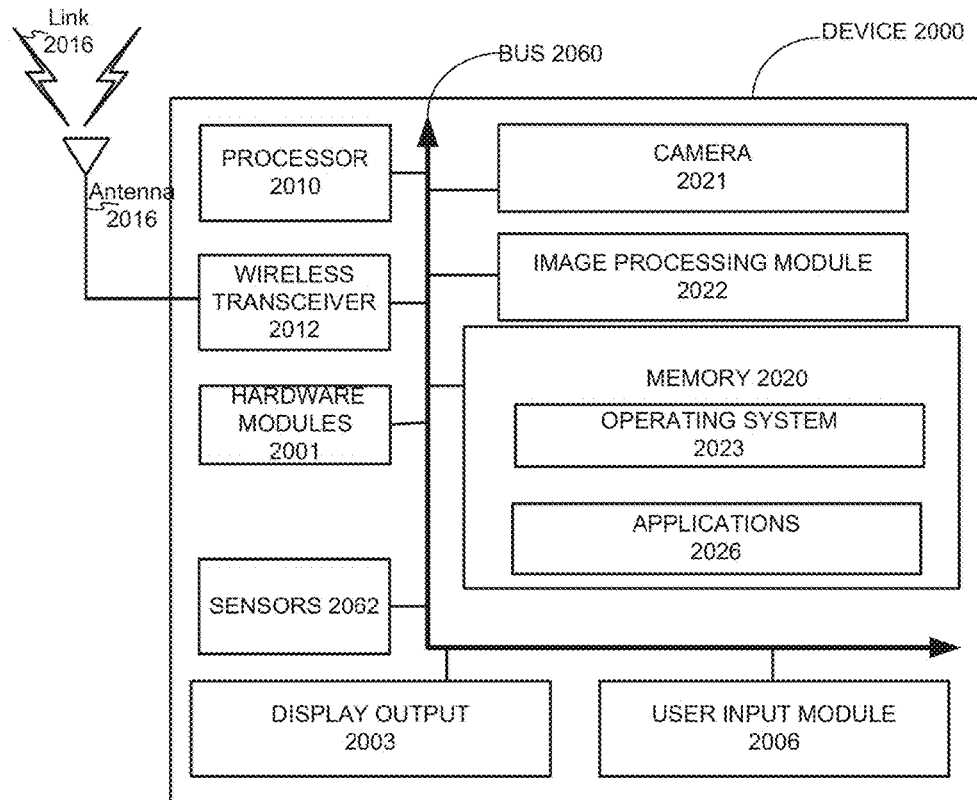 Link
2016
BUS 2060
DEVICE 2000
PROCESSOR
2010
CAMERA
2021
Antenna
2016
WIRELESS
TRANSCEIVER
2012
IMAGE PROCESSING MODULE
2022
HARDWARE
MODULES
2001
MEMORY 2020
OPERATING SYSTEM
2023
APPLICATIONS
2026
SENSORS 2062
DISPLAY OUTPUT
2003
USER INPUT MODULE
2006